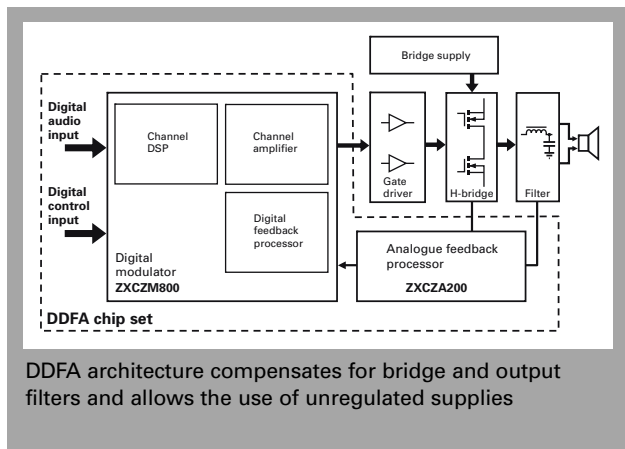 Bridge supply
Digital
audio
input
Channel
DSP
Channel
amplifier
Gate
driver
H-bridge
Filter
Digital
control
input
Digital
feedback
processor
Digital
modulator
ZXCZM800
Analogue feedback
processor
ZXCZA200
DDFA chip set
DDFA architecture compensates for bridge and output
filters and allows the use of unregulated supplies